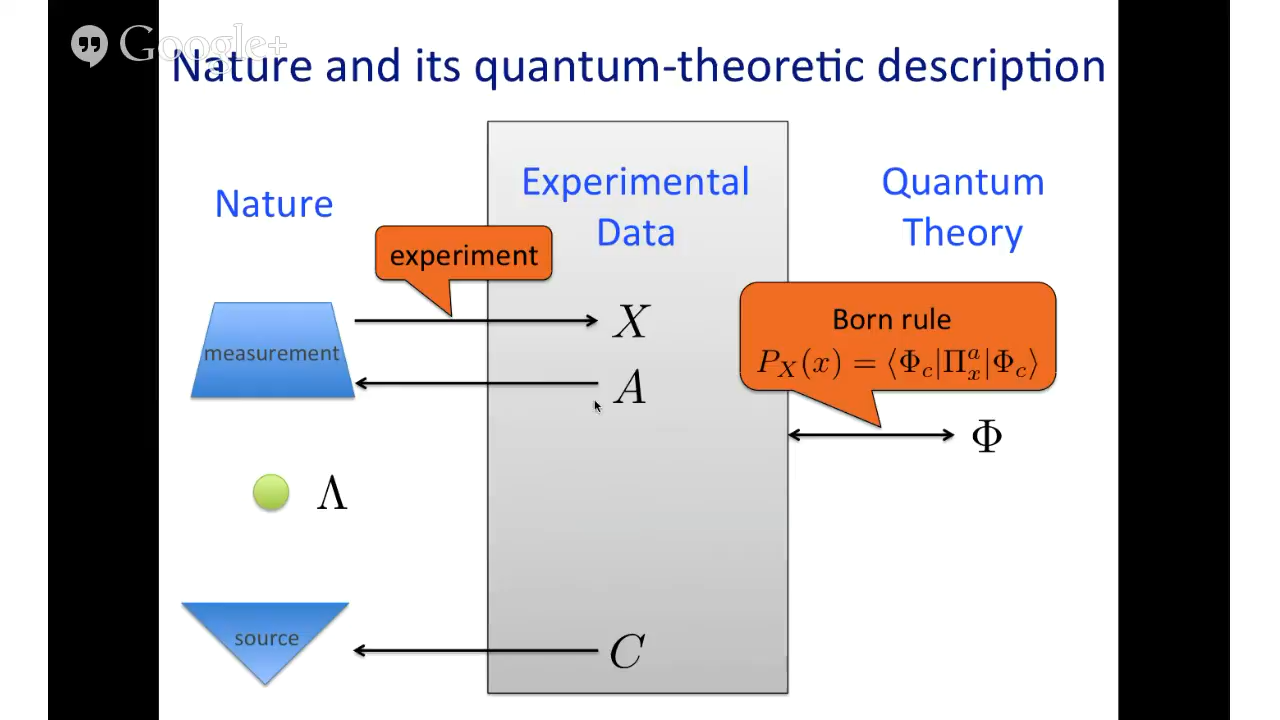 Google+
Nature and its quantum-theoretic description
Nature
Experimental
Data
Quantum
Theory
experiment
Born rule
P_X(x) = ⟨Φ_c|Π_x^a|Φ_c⟩
measurement
X
A
Φ
Λ
source
C